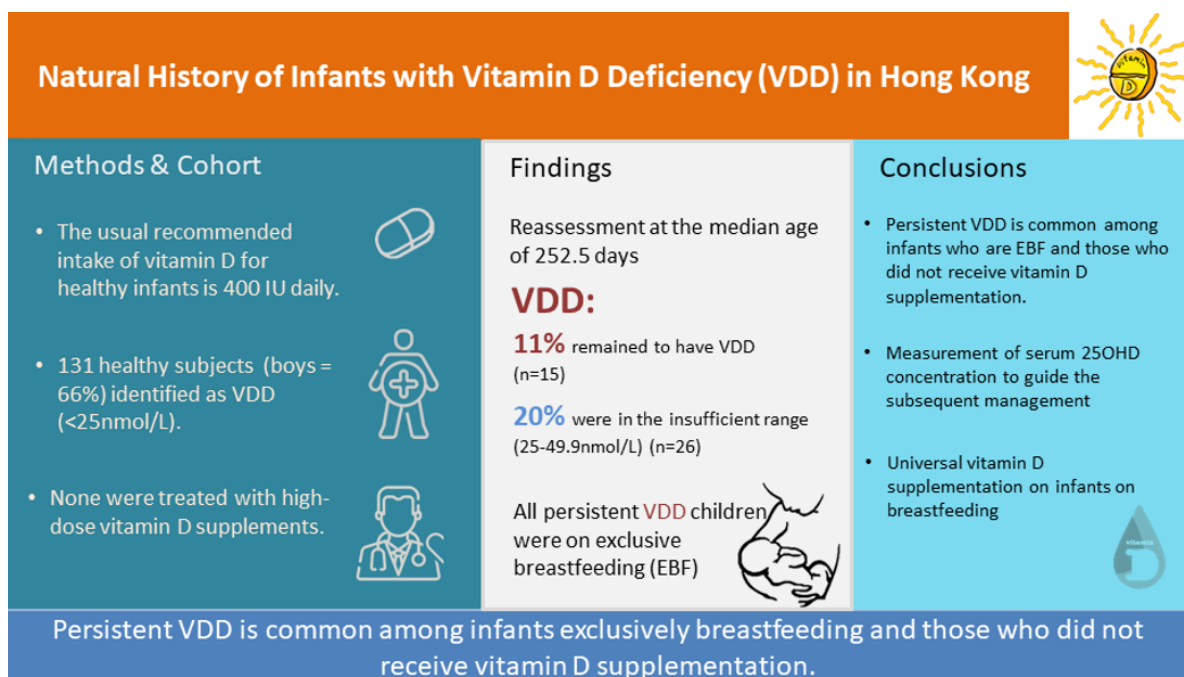 Natural History of Infants with Vitamin D Deficiency (VDD) in Hong Kong
vitamin
D
Methods & Cohort
• The usual recommended
intake of vitamin D for
healthy infants is 400 IU daily.
• 131 healthy subjects (boys =
66%) identified as VDD
(<25nmol/L).
• None were treated with high-
dose vitamin D supplements.
Findings
Reassessment at the median age
of 252.5 days
VDD:
11% remained to have VDD
(n=15)
20% were in the insufficient range
(25-49.9nmol/L) (n=26)
All persistent VDD children
were on exclusive
breastfeeding (EBF)
Conclusions
• Persistent VDD is common among
infants who are EBF and those who
did not receive vitamin D
supplementation.
• Measurement of serum 25OHD
concentration to guide the
subsequent management
• Universal vitamin D
supplementation on infants on
breastfeeding
vitamin
D
Persistent VDD is common among infants exclusively breastfeeding and those who did not
receive vitamin D supplementation.